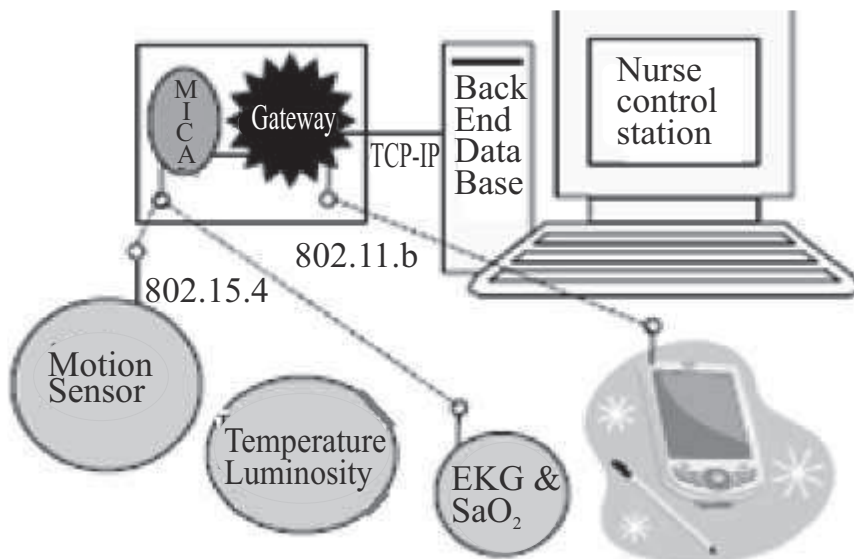 MICA
Gateway
TCP-IP
Back
End
Data
Base
Nurse
control
station
802.11.b
802.15.4
Motion
Sensor
Temperature
Luminosity
EKG &
SaO₂